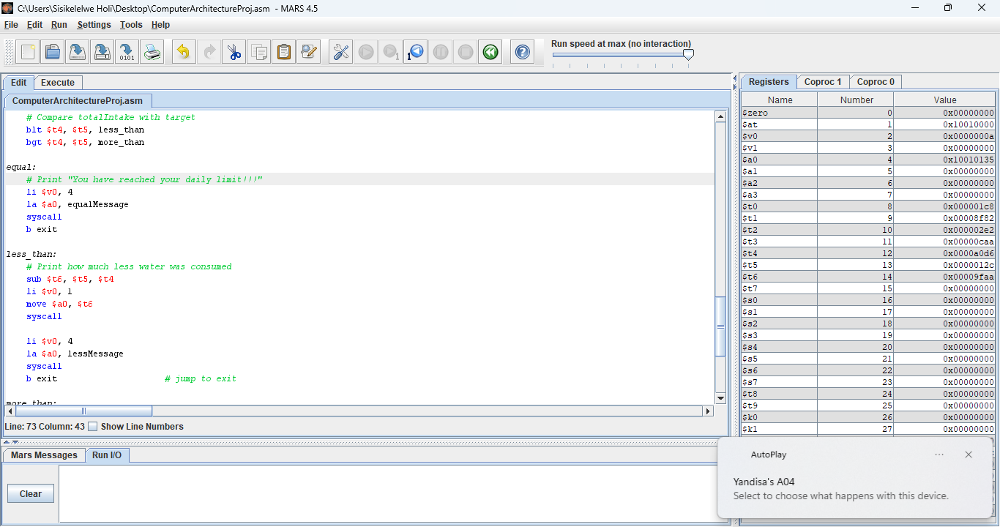 C:\Users\Sisikelelwe Holi\Desktop\ComputerArchitectureProj.asm - MARS 4.5
File Edit Run Settings Tools Help
Run speed at max (no interaction)
Edit Execute
ComputerArchitectureProj.asm
# Compare totalIntake with target
blt $t4, $t5, less_than
bgt $t4, $t5, more_than
equal:
# Print "You have reached your daily limit!!!"
li $v0, 4
la $a0, equalMessage
syscall
b exit
less_than:
# Print how much less water was consumed
sub $t6, $t5, $t4
li $v0, 1
move $a0, $t6
syscall
li $v0, 4
la $a0, lessMessage
syscall
b exit # jump to exit
more_than:
Line: 73 Column: 43 Show Line Numbers
Mars Messages Run I/O
Clear
Registers Coproc 1 Coproc 0
Name Number Value
$zero 0 0x00000000
$at 1 0x10010000
$v0 2 0x0000000a
$v1 3 0x00000000
$a0 4 0x10010135
$a1 5 0x00000000
$a2 6 0x00000000
$a3 7 0x00000000
$t0 8 0x000001c8
$t1 9 0x00008f82
$t2 10 0x000002e2
$t3 11 0x00000caa
$t4 12 0x0000a0d6
$t5 13 0x0000012c
$t6 14 0x00009faa
$t7 15 0x00000000
$s0 16 0x00000000
$s1 17 0x00000000
$s2 18 0x00000000
$s3 19 0x00000000
$s4 20 0x00000000
$s5 21 0x00000000
$s6 22 0x00000000
$s7 23 0x00000000
$t8 24 0x00000000
$t9 25 0x00000000
$k0 26 0x00000000
$k1 27 0x00000000
AutoPlay
Yandisa's A04
Select to choose what happens with this device.